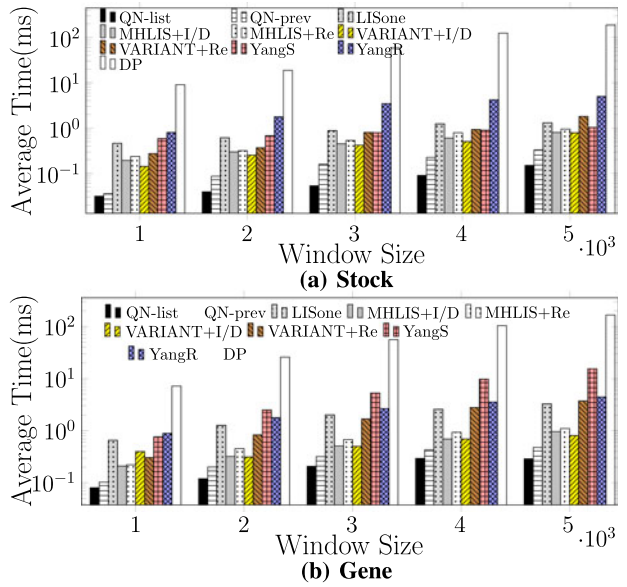 QN-list QN-prev LISone
MHLIS+I/D MHLIS+Re VARIANT+I/D
VARIANT+Re YangS YangR
DP
Average Time(ms)
10²
10¹
10⁰
10⁻¹
1 2 3 4 5
Window Size ·10³
(a) Stock
QN-list QN-prev LISone MHLIS+I/D MHLIS+Re
VARIANT+I/D VARIANT+Re YangS
YangR DP
Average Time(ms)
10²
10¹
10⁰
10⁻¹
1 2 3 4 5
Window Size ·10³
(b) Gene